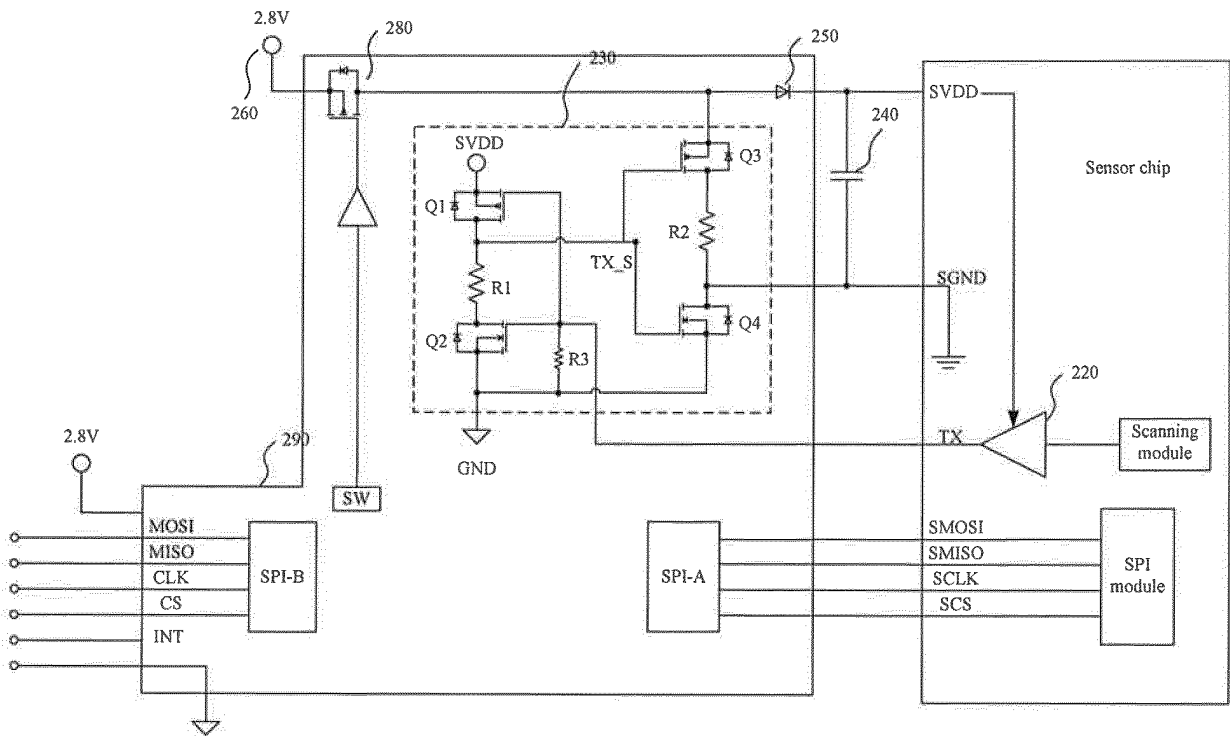 2.8V
280
260
230
250
SVDD
240
Sensor chip
SVDD
Q3
Q1
R2
TX_S
SGND
R1
Q4
Q2
R3
220
2.8V
290
GND
TX
Scanning module
SW
MOSI
MISO
CLK
CS
INT
SPI-B
SPI-A
SMOSI
SMISO
SCLK
SCS
SPI module